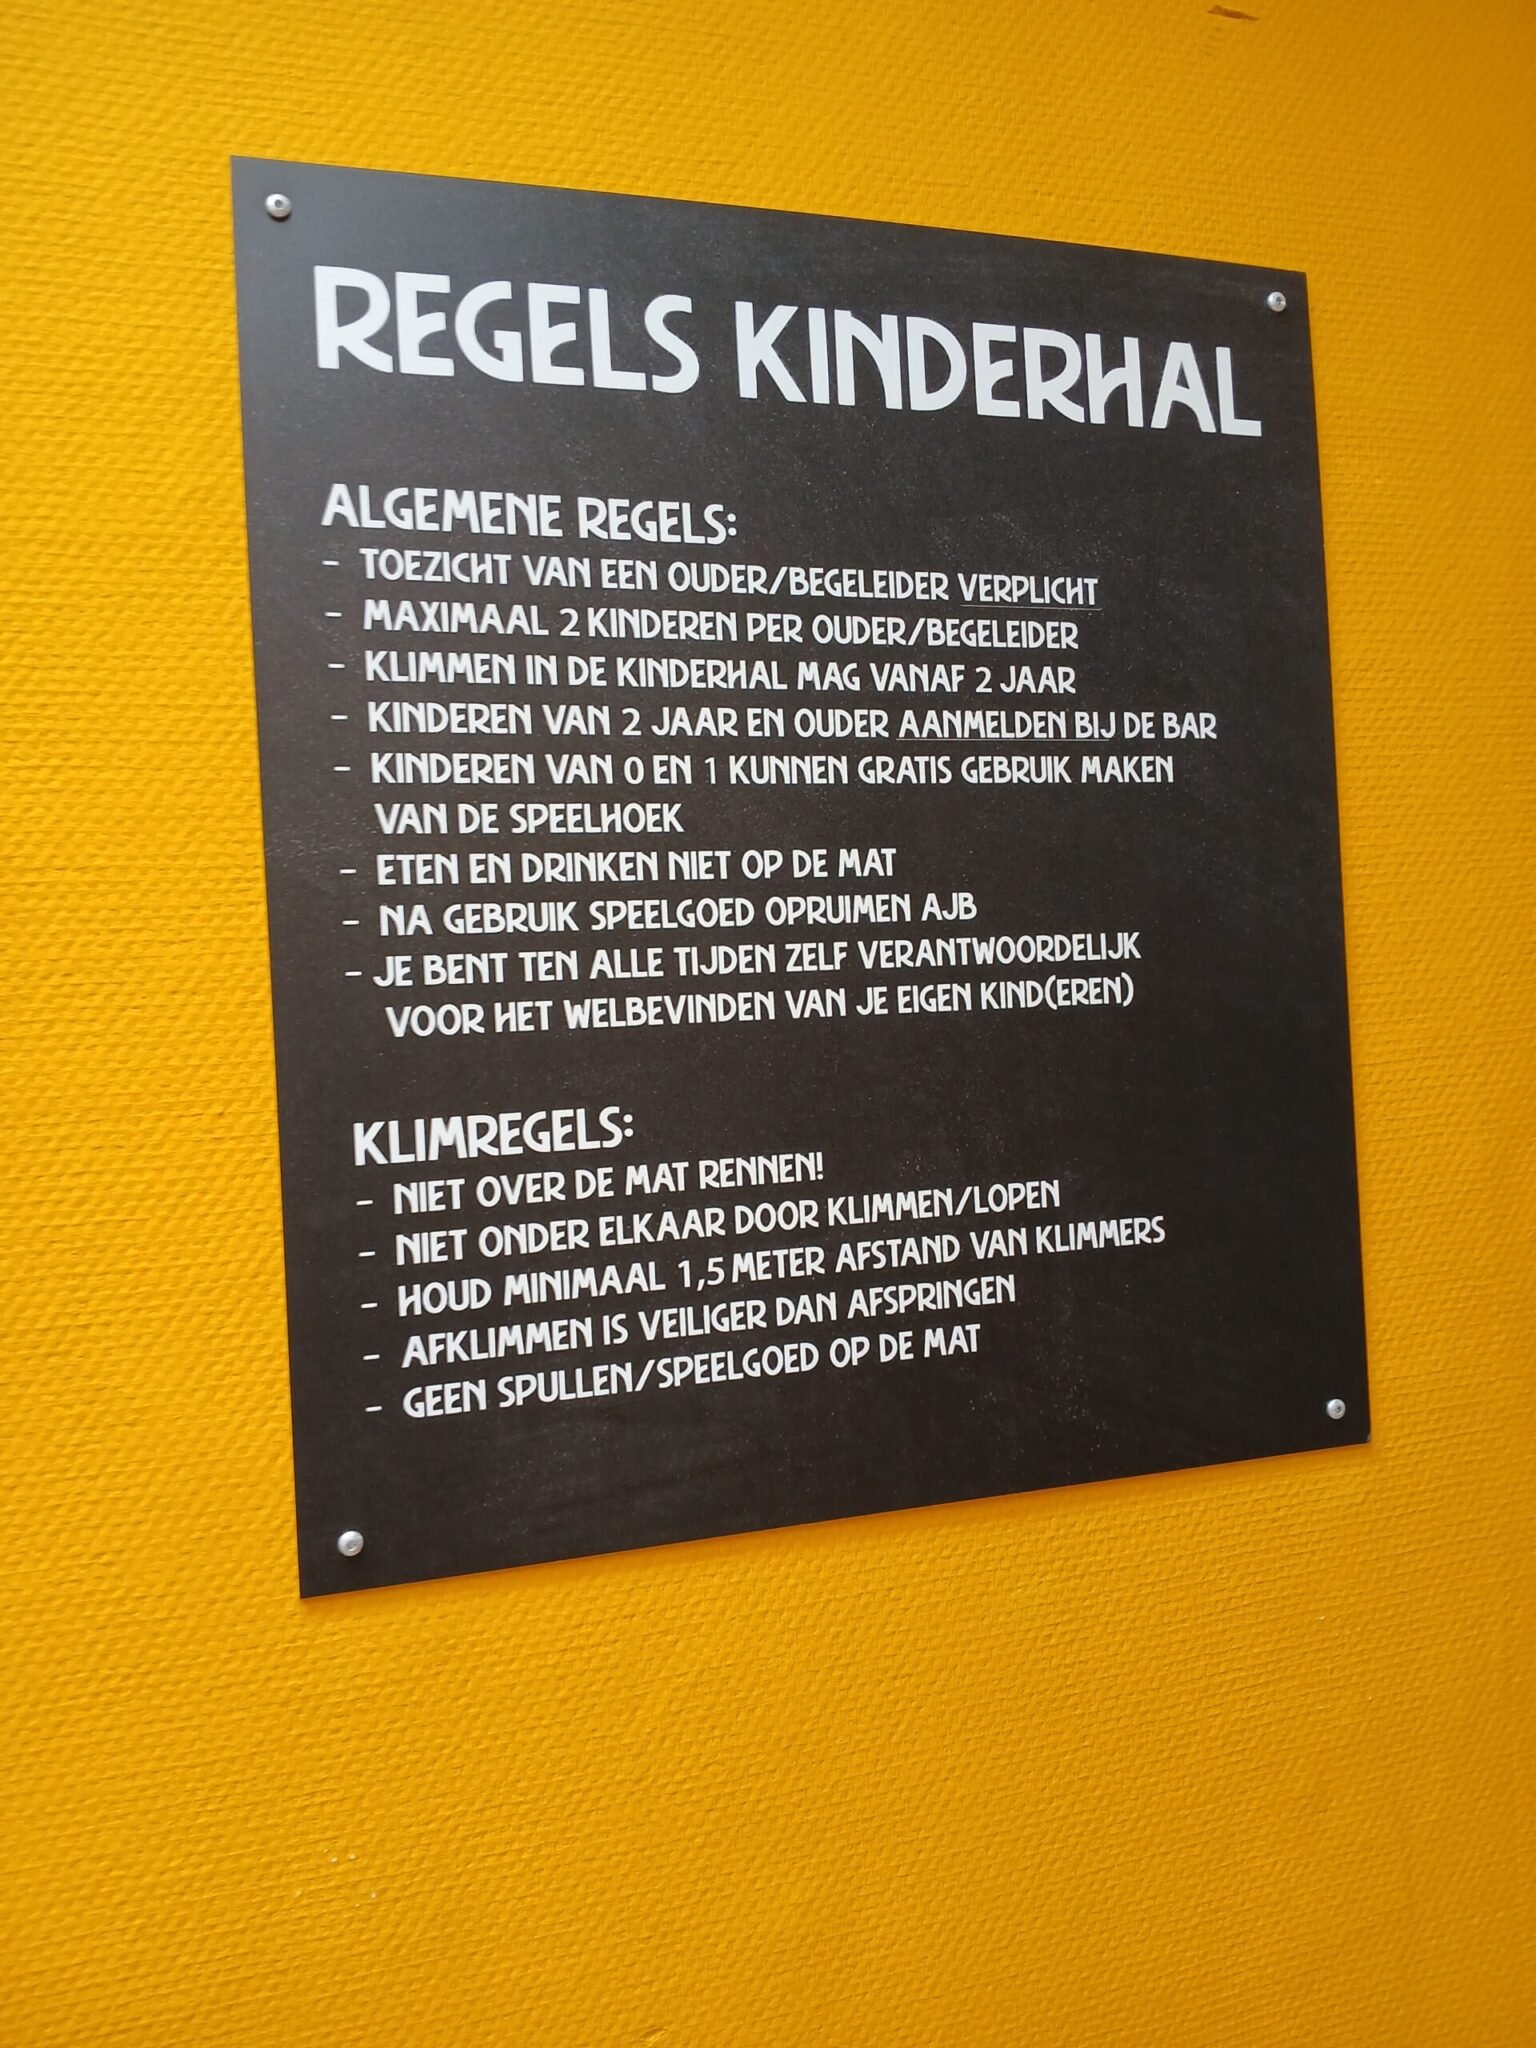 REGELS KINDERHAL
ALGEMENE REGELS:
- TOEZICHT VAN EEN OUDER/BEGELEIDER VERPLICHT
- MAXIMAAL 2 KINDEREN PER OUDER/BEGELEIDER
- KLIMMEN IN DE KINDERHAL MAG VANAF 2 JAAR
- KINDEREN VAN 2 JAAR EN OUDER AANMELDEN BIJ DE BAR
- KINDEREN VAN 0 EN 1 KUNNEN GRATIS GEBRUIK MAKEN
VAN DE SPEELHOEK
- ETEN EN DRINKEN NIET OP DE MAT
- NA GEBRUIK SPEELGOED OPRUIMEN AJB
- JE BENT TEN ALLE TIJDEN ZELF VERANTWOORDELIJK
VOOR HET WELBEVINDEN VAN JE EIGEN KIND(EREN)
KLIMREGELS:
- NIET OVER DE MAT RENNEN!
- NIET ONDER ELKAAR DOOR KLIMMEN/LOPEN
- HOUD MINIMAAL 1,5 METER AFSTAND VAN KLIMMERS
- AFKLIMMEN IS VEILIGER DAN AFSPRINGEN
- GEEN SPULLEN/SPEELGOED OP DE MAT